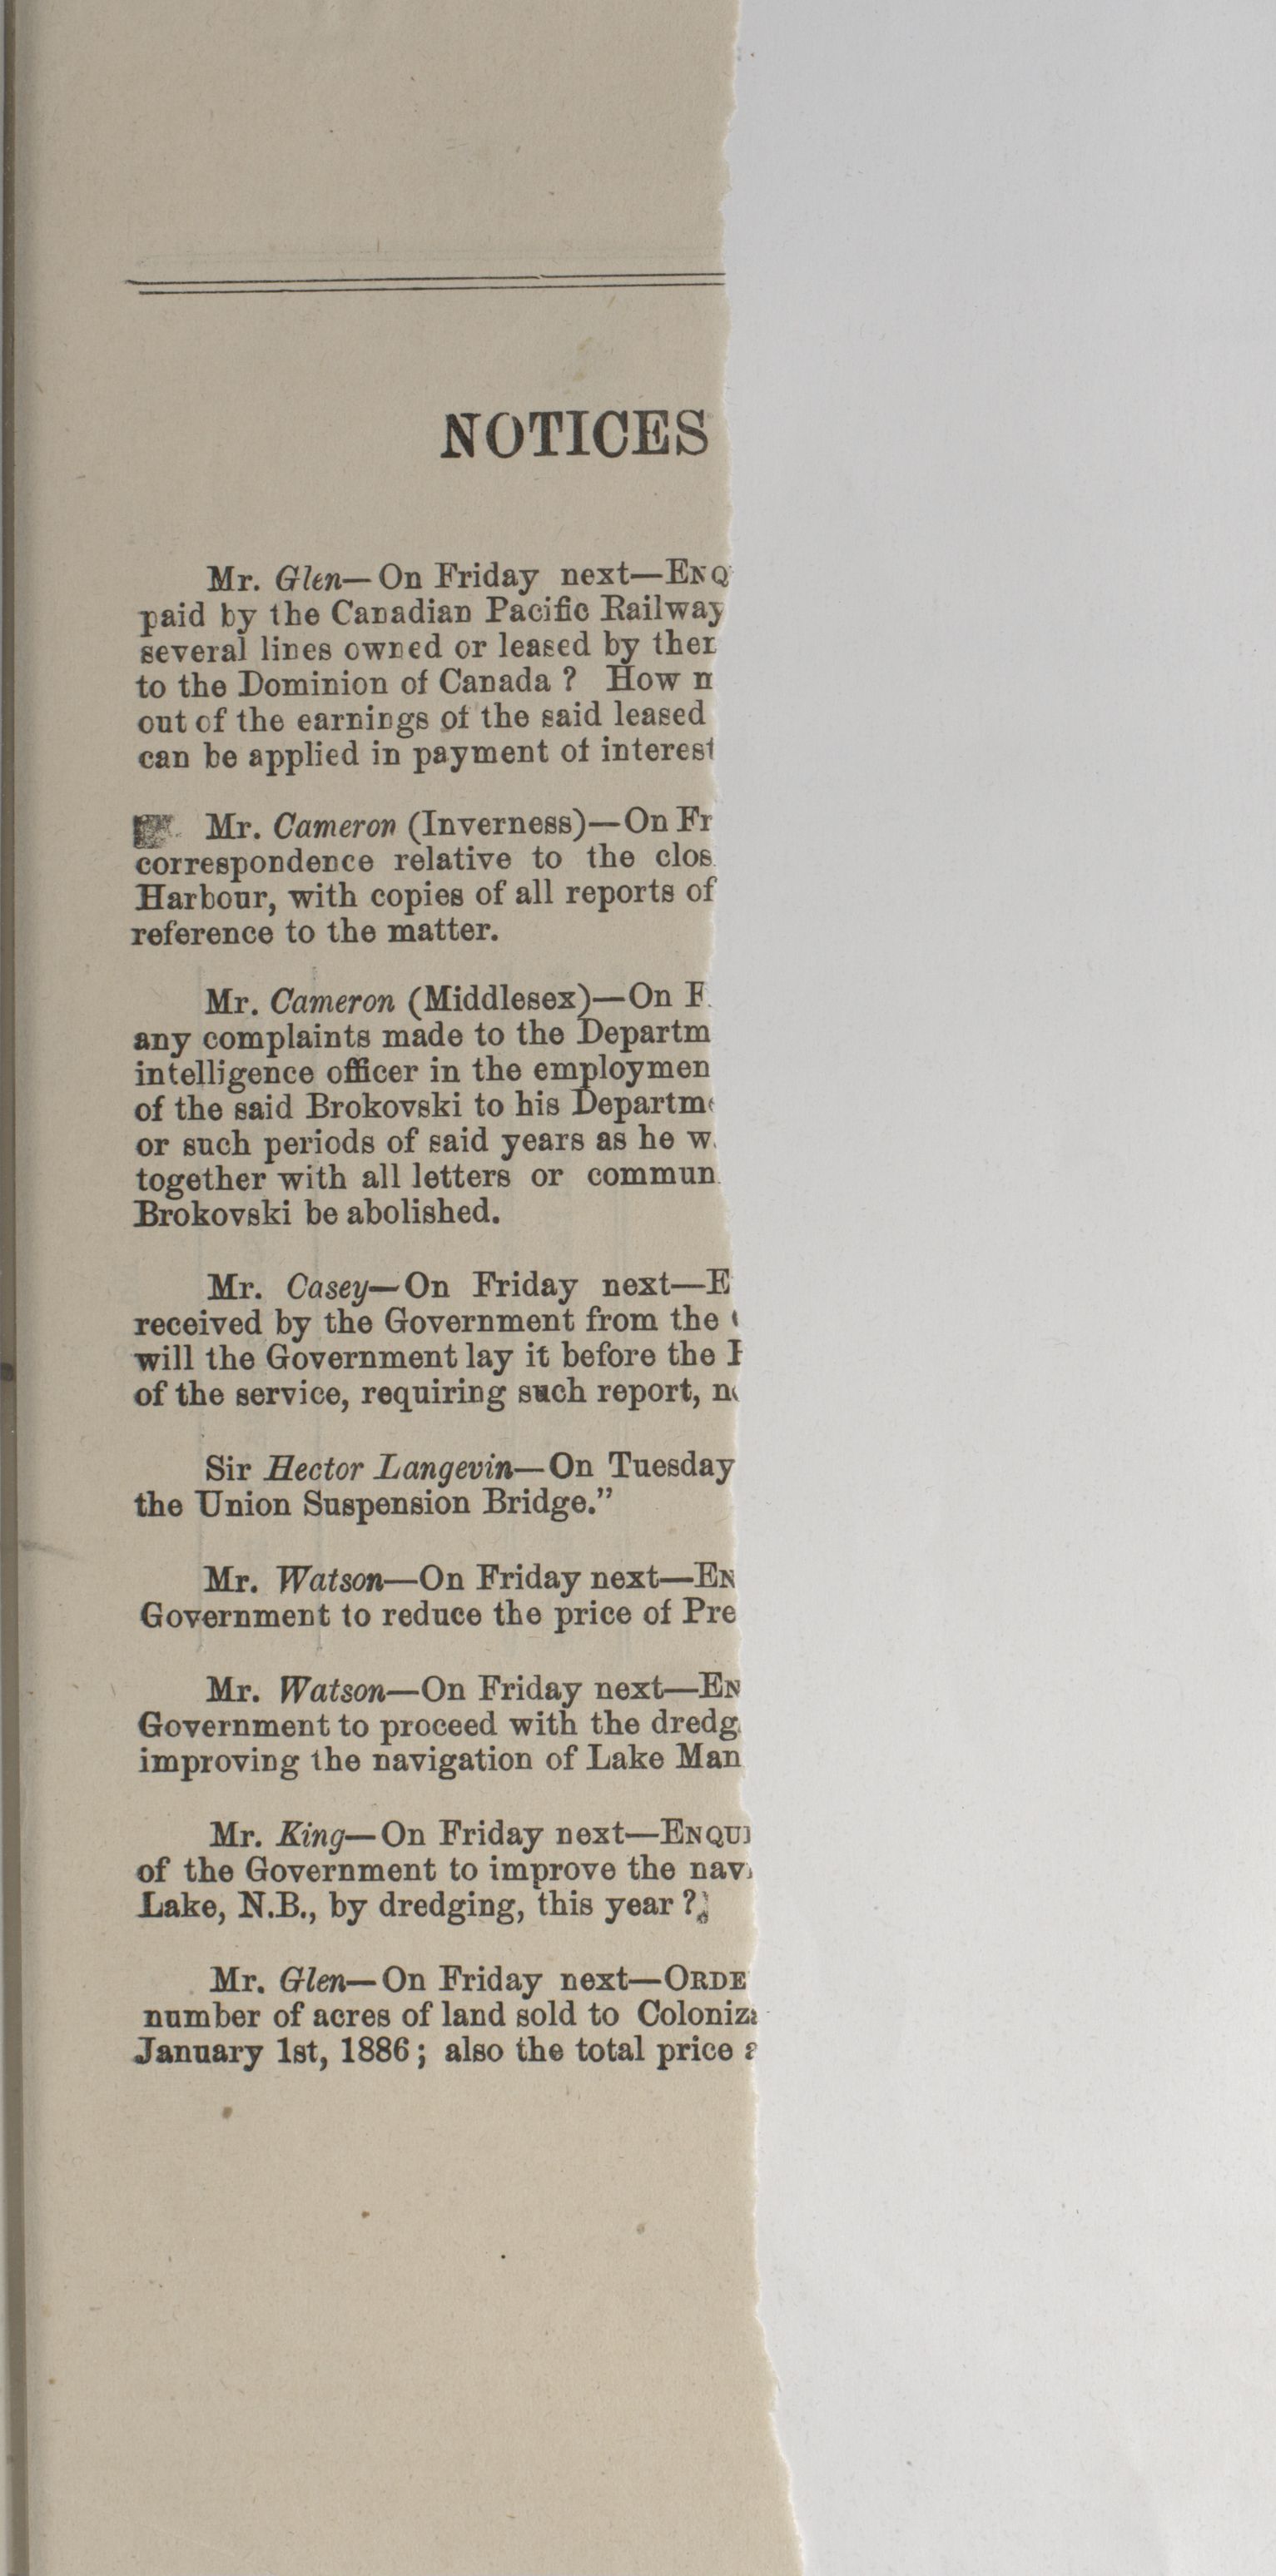 NOTICES
Mr. Glen—On Friday next—ENQ
paid by the Canadian Pacific Railway
several lines owned or leased by
to the Dominion of Canada ? How
out of the earnings of the said leased
can be applied in payment of interest
Mr. Cameron (Inverness)—On Fr
correspondence relative to the clos
Harbour, with copies of all reports of
reference to the matter.
Mr. Cameron (Middlesex)—On F
any complaints made to the Departm
intelligence officer in the employmen
of the said Brokovski to his Departm
or such periods of said years as he w
together with all letters or commun
Brokovski be abolished.
Mr. Casey—On Friday next—E
received by the Government from the
will the Government lay it before the
of the service, requiring such report,
Sir Hector Langevin—On Tuesday
the Union Suspension Bridge.”
Mr. Watson—On Friday next—EN
Government to reduce the price of Pre
Mr. Watson—On Friday next—EN
Government to proceed with the dredg
improving the navigation of Lake Man
Mr. King—On Friday next—ENQU
of the Government to improve the nav
Lake, N.B., by dredging, this year ?
Mr. Glen—On Friday next—ORDE
number of acres of land sold to Coloniz
January 1st, 1886 ; also the total price